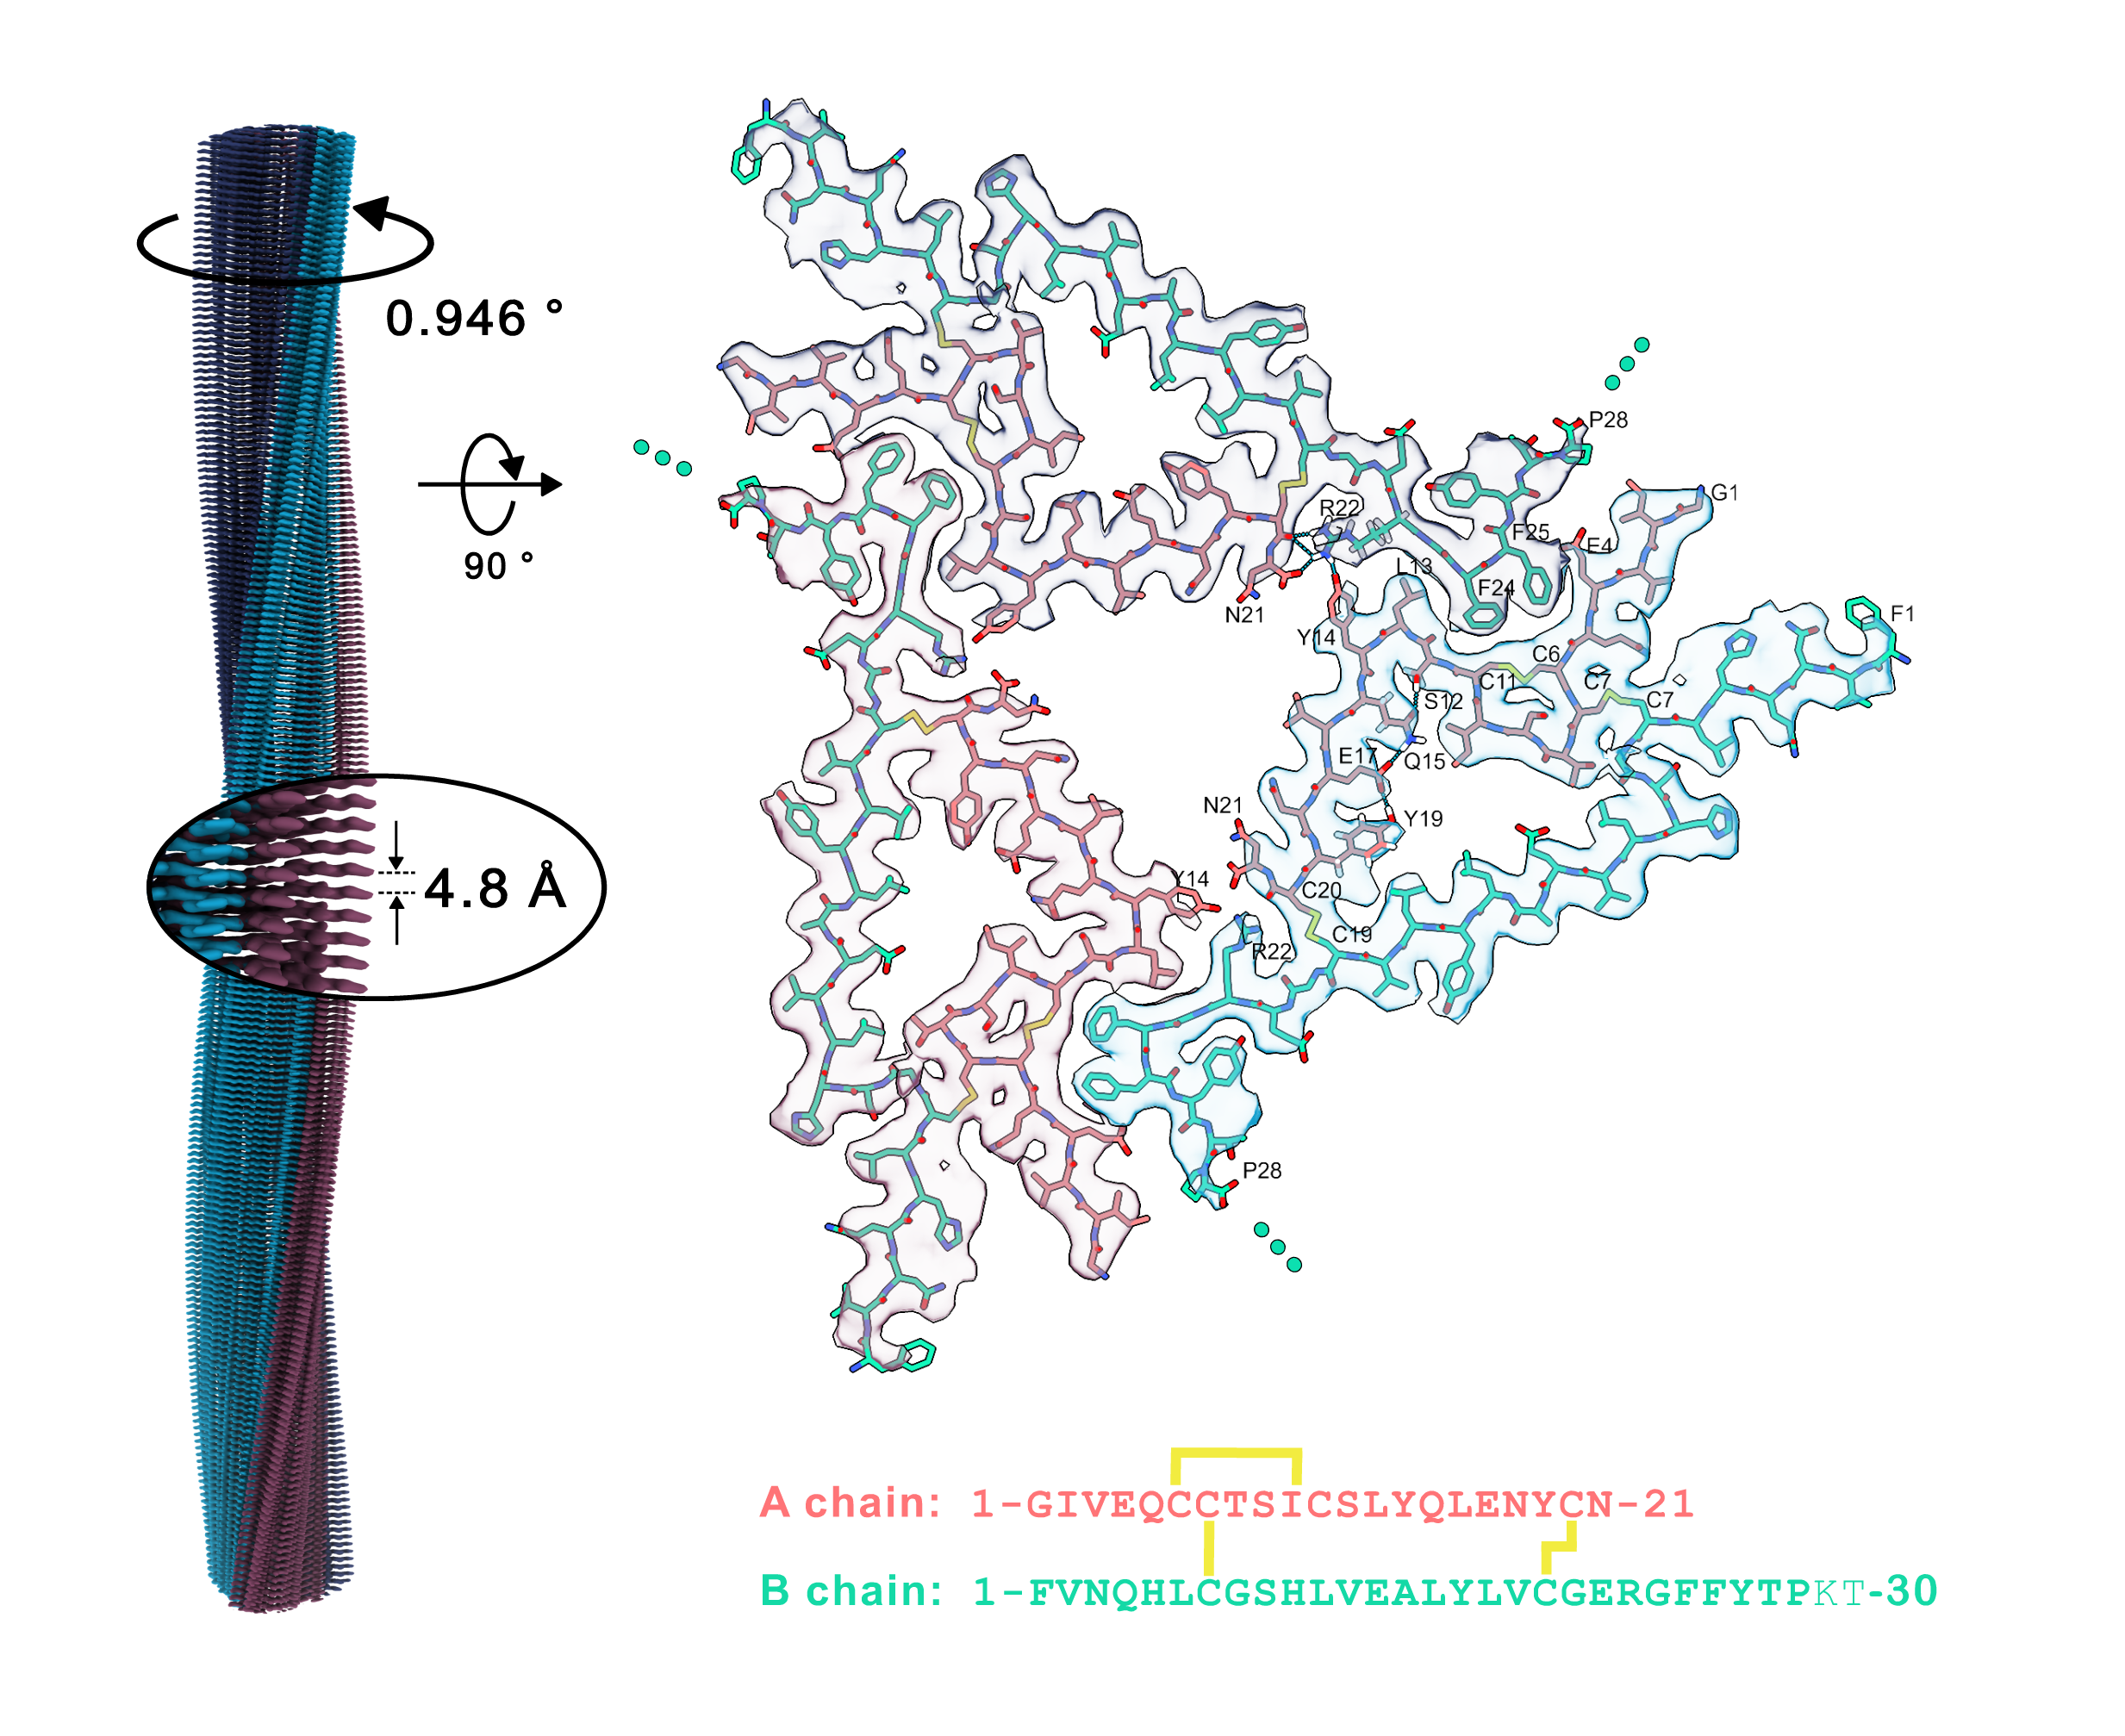 0.946 °
90 °
4.8 Å
P28
G1
R22
F25
E4
L13
F24
N21
Y14
F1
C6
C11
C7
C7
S12
E17
Q15
N21
Y19
Y14
C20
C19
R22
P28
A chain: 1-GIVEQCCTSICSLYQLENYCN-21
B chain: 1-FVNQHLCGSHLVEALYLVCGERGFFYTPKT-30